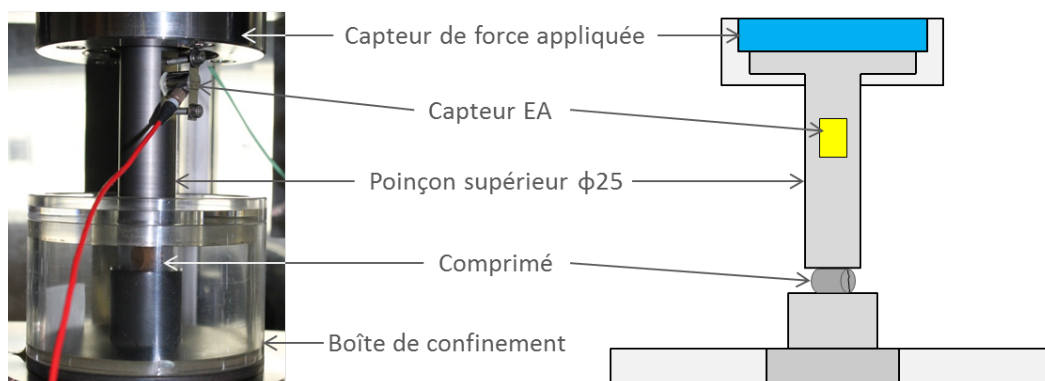 Capteur de force appliquée
Capteur EA
Poinçon supérieur ϕ25
Comprimé
Boîte de confinement